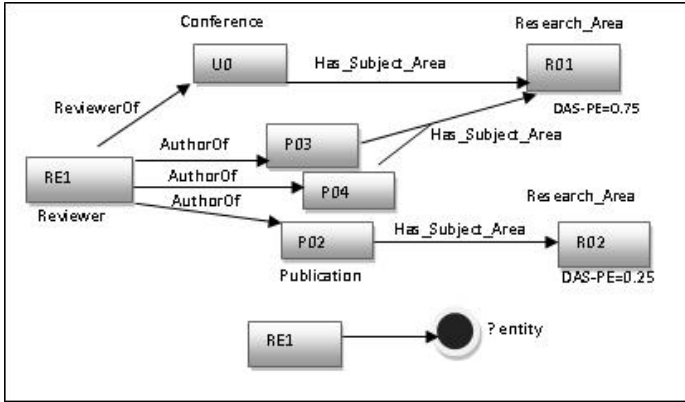 Conference
Research_Area
U0
Has_Subject_Area
R01
ReviewerOf
DAS-PE=0.75
AuthorOf
P03
Has_Subject_Area
RE1
AuthorOf
P04
AuthorOf
Reviewer
Research_Area
P02
Has_Subject_Area
R02
Publication
DAS-PE=0.25
RE1
? entity